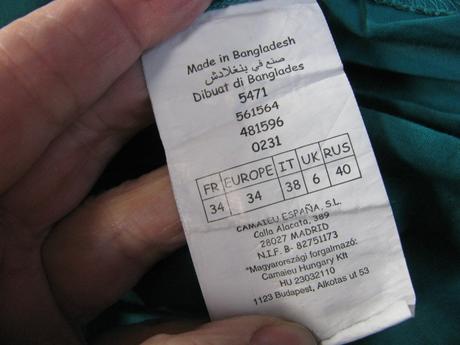 Made in Bangladesh
صنع في بنغلادش
Dibuat di Banglades
5471
561564
481596
0231
FR EUROPE IT UK RUS
34 34 38 6 40
CAMAIEU ESPAÑA, S.L.
Calla Alacata, 389
28027 MADRID
N.I.F. B- 82751173
*Magyarországi forgalmazó:
Camaieu Hungary Kft
HU 23032110
1123 Budapest, Alkotas ut 53